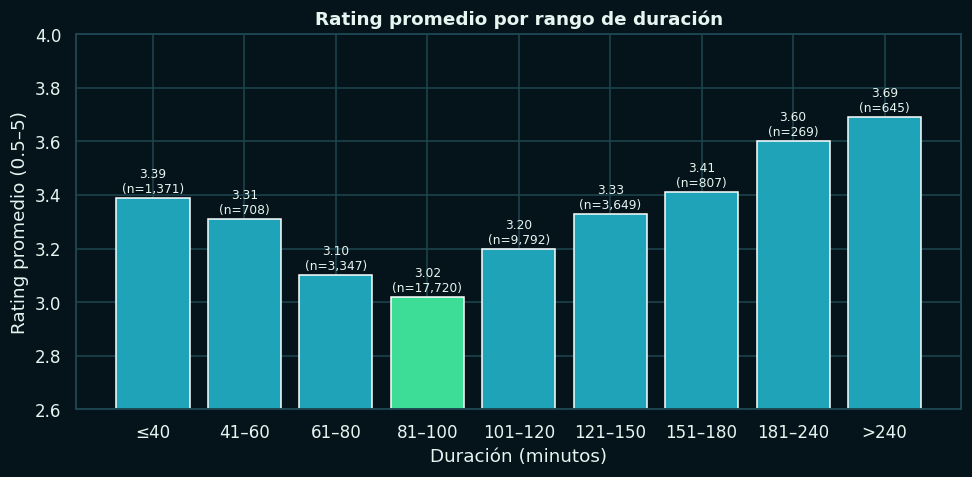 Rating promedio por rango de duración
Rating promedio (0.5–5)
4.0
3.8
3.6
3.4
3.2
3.0
2.8
2.6
3.39
(n=1,371)
3.31
(n=708)
3.10
(n=3,347)
3.02
(n=17,720)
3.20
(n=9,792)
3.33
(n=3,649)
3.41
(n=807)
3.60
(n=269)
3.69
(n=645)
≤40 41–60 61–80 81–100 101–120 121–150 151–180 181–240 >240
Duración (minutos)